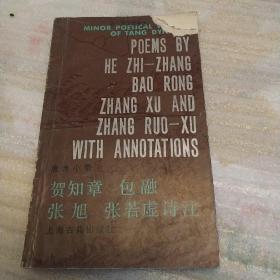 MINOR POETICAL
OF TANG DY
POEMS BY
HE ZHI-ZHANG
BAO RONG
ZHANG XU AND
ZHANG RUO-XU
WITH ANNOTATIONS
贺知章 包融
张旭 张若虚诗注
上海古籍出版社